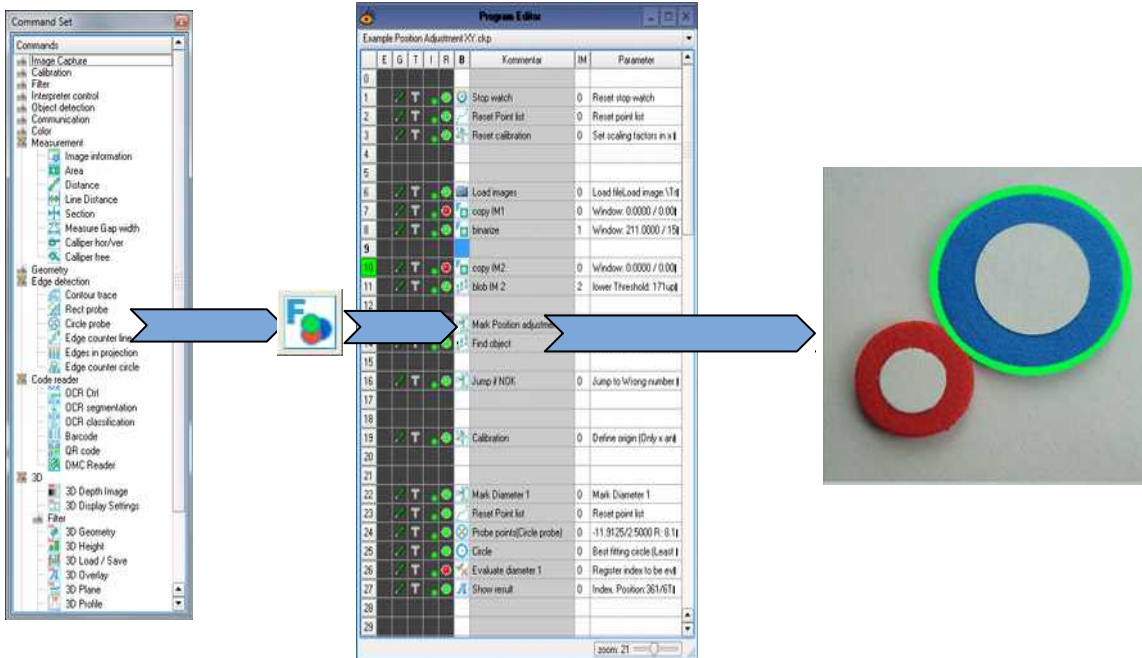 Command Set
Commands
Image Capture
Calibration
Filter
Interpreter control
Object detection
Communication
Color
Measurement
Image information
Area
Distance
Line Distance
Section
Measure Gap width
Calliper hor/ver
Calliper free
Geometry
Edge detection
Contour trace
Rect probe
Circle probe
Edge counter line
Edges in projection
Edge counter circle
Code reader
OCR Ctrl
OCR segmentation
OCR classification
Barcode
QR code
DMC Reader
3D
3D Depth Image
3D Display Settings
Filter
3D Geometry
3D Height
3D Load / Save
3D Overlay
3D Plane
3D Profile
F
Program Editor
Example Position Adjustment XY.ckp
E G T I R B Kommentar IM Parameter
0
1 T Stop watch 0 Reset stop watch
2 T Reset Point list 0 Reset point list
3 T Reset calibration 0 Set scaling factors in x
4
5
6 T Load images 0 Load fileLoad image
7 T copy IM1 0 Window: 0.0000 / 0.00
8 T binarize 1 Window: 211.0000 / 15
9
10 T copy IM2 0 Window: 0.0000 / 0.00
11 T blob IM 2 2 lower Threshold: 171up
12
Mark Position
T Find object
15
16 T Jump if NOK 0 Jump to Wrong number
17
18
19 T Calibration 0 Define origin (Only x an
20
21
22 T Mark Diameter 1 0 Mark Diameter 1
23 T Reset Point list 0 Reset point list
24 T Probe points(Circle probe) 0 -11.9125/2.5000 R: 8.1
25 T Circle 0 Best fitting circle (Least
26 T Evaluate diameter 1 0 Register index to be
27 T Show result 0 Index. Position:361/6
28
29
zoom: 21